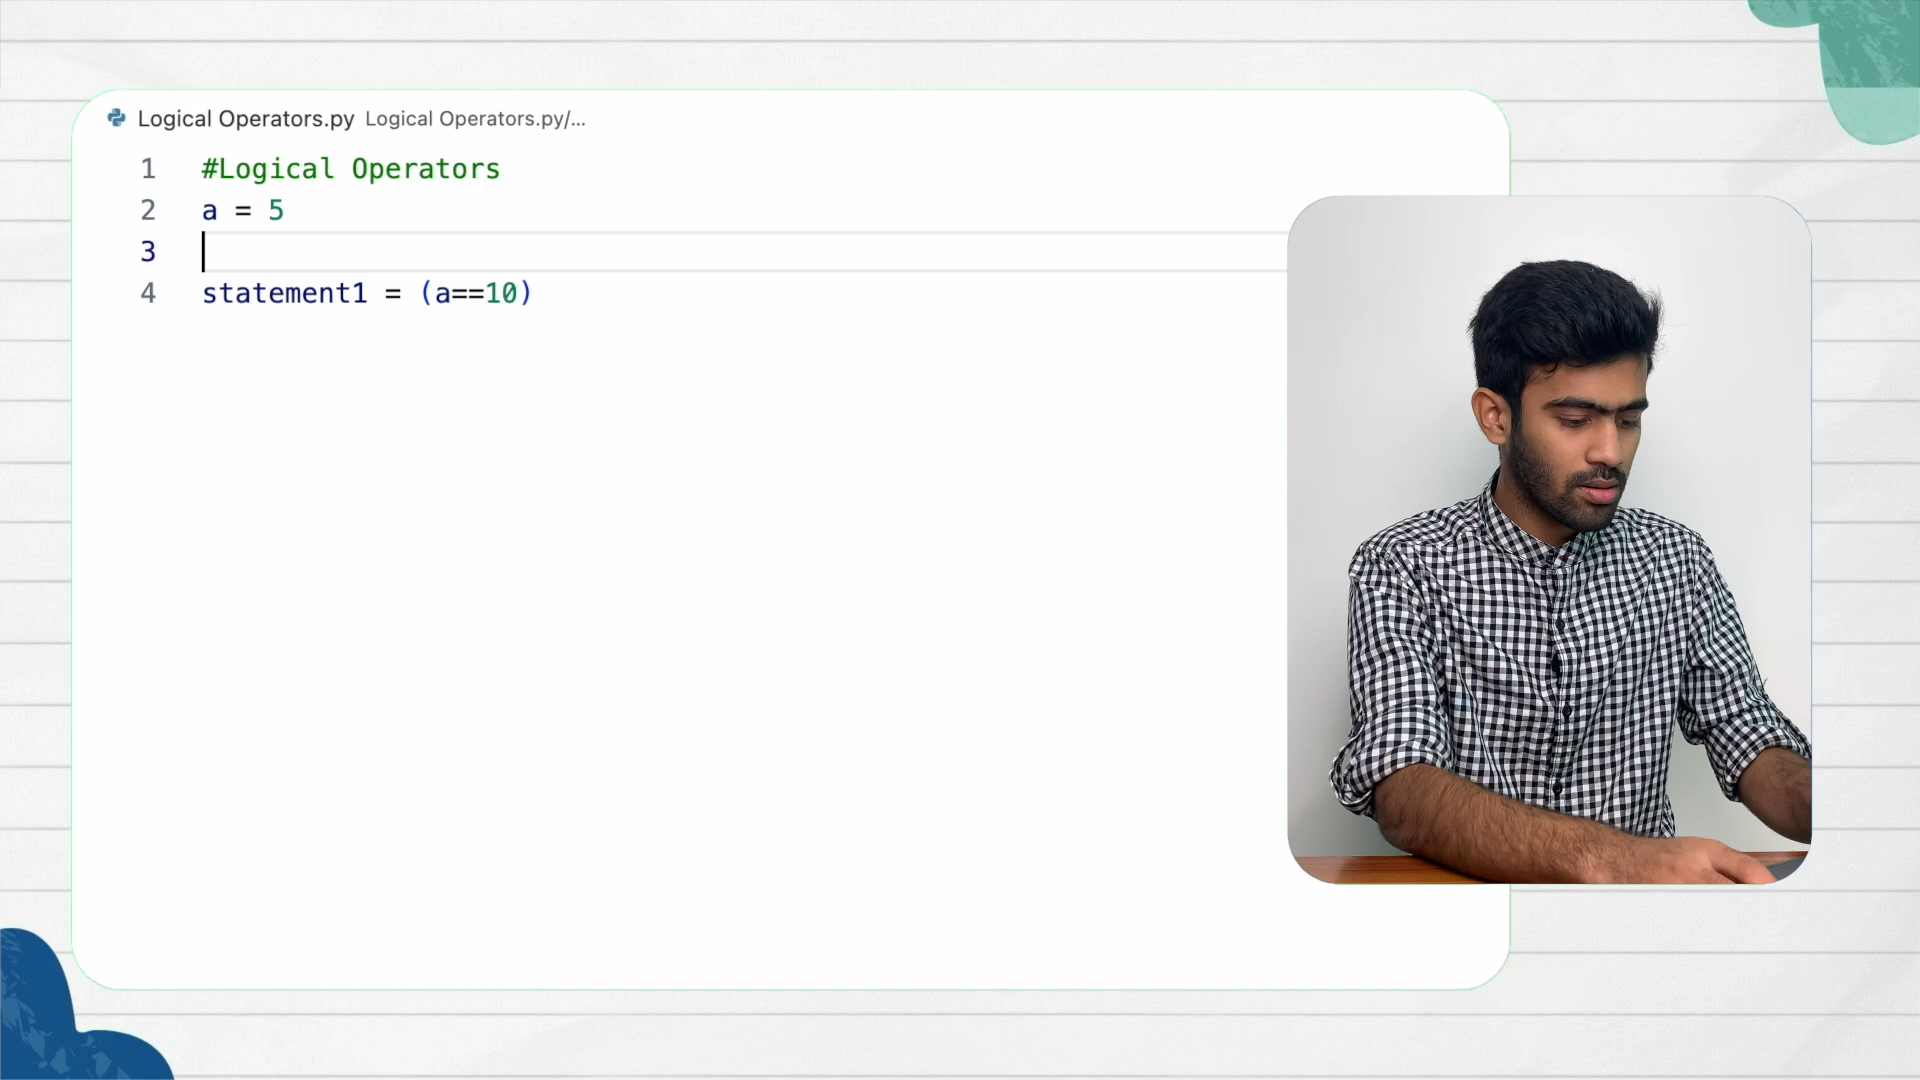 Logical Operators.py Logical Operators.py/...
1 #Logical Operators
2 a = 5
3
4 statement1 = (a==10)